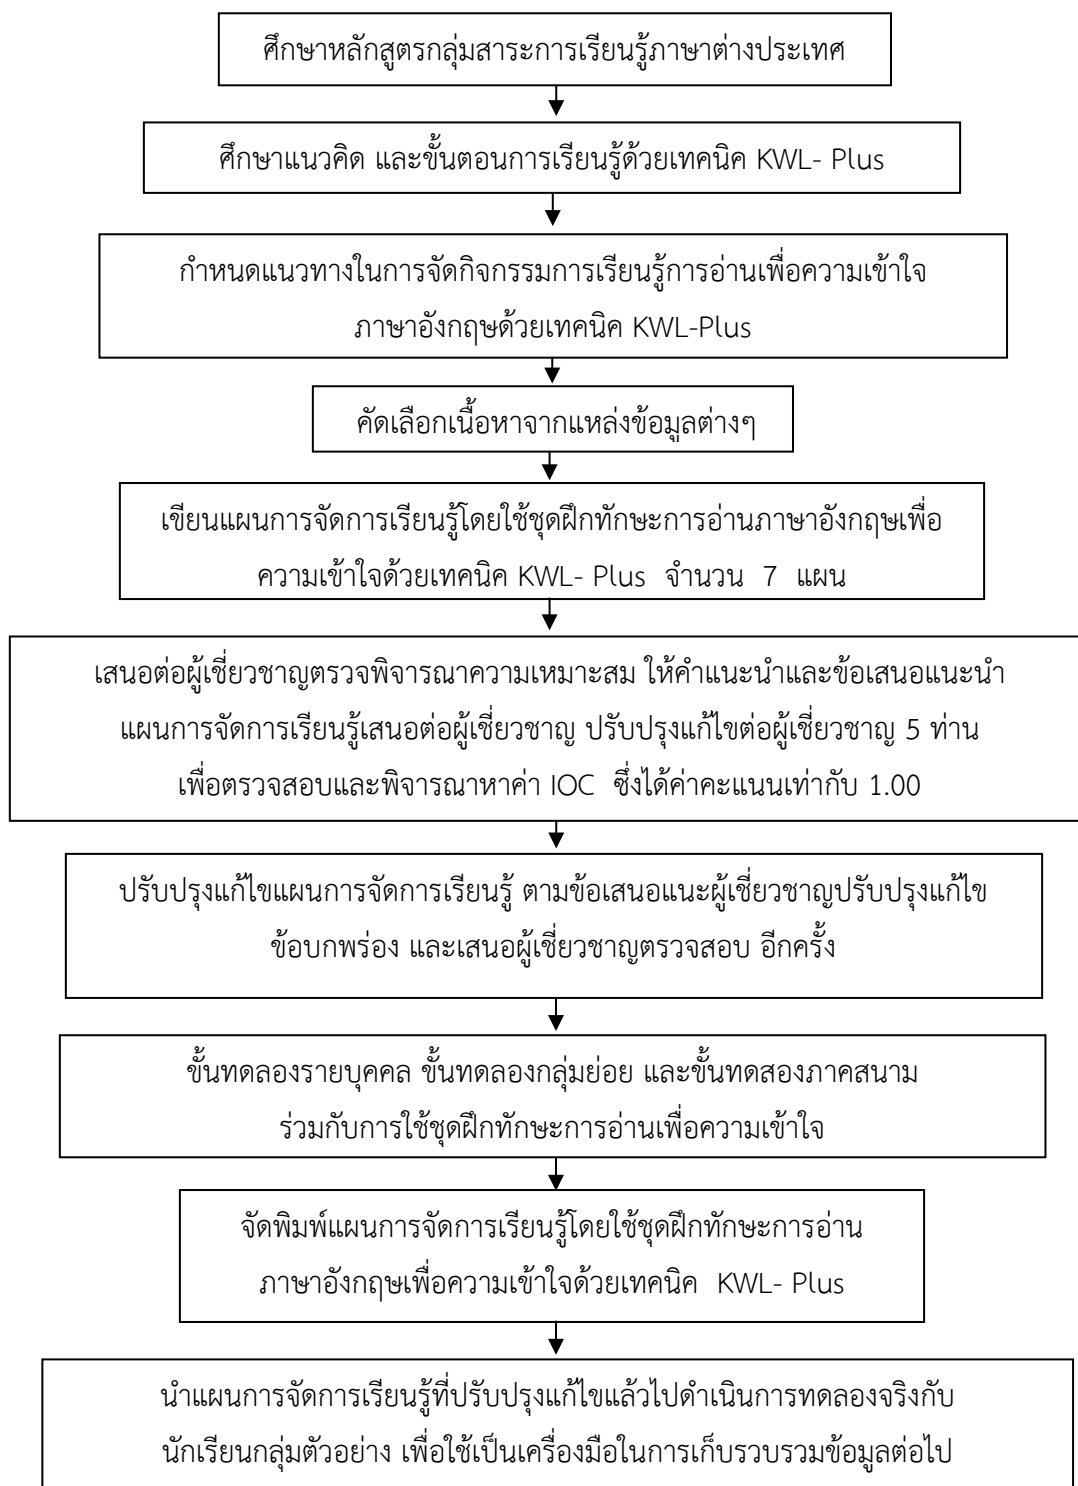 ศึกษาหลักสูตรกลุ่มสาระการเรียนรู้ภาษาต่างประเทศ
ศึกษาแนวคิด และขั้นตอนการเรียนรู้ด้วยเทคนิค KWL- Plus
กำหนดแนวทางในการจัดกิจกรรมการเรียนรู้การอ่านเพื่อความเข้าใจ
ภาษาอังกฤษด้วยเทคนิค KWL-Plus
คัดเลือกเนื้อหาจากแหล่งข้อมูลต่างๆ
เขียนแผนการจัดการเรียนรู้โดยใช้ชุดฝึกทักษะการอ่านภาษาอังกฤษเพื่อ
ความเข้าใจด้วยเทคนิค KWL- Plus จำนวน 7 แผน
เสนอต่อผู้เชี่ยวชาญตรวจพิจารณาความเหมาะสม ให้คำแนะนำและข้อเสนอแนะนำ
แผนการจัดการเรียนรู้เสนอต่อผู้เชี่ยวชาญ ปรับปรุงแก้ไขต่อผู้เชี่ยวชาญ 5 ท่าน
เพื่อตรวจสอบและพิจารณาหาค่า IOC ซึ่งได้ค่าคะแนนเท่ากับ 1.00
ปรับปรุงแก้ไขแผนการจัดการเรียนรู้ ตามข้อเสนอแนะผู้เชี่ยวชาญปรับปรุงแก้ไข
ข้อบกพร่อง และเสนอผู้เชี่ยวชาญตรวจสอบ อีกครั้ง
ขั้นทดลองรายบุคคล ขั้นทดลองกลุ่มย่อย และขั้นทดสองภาคสนาม
ร่วมกับการใช้ชุดฝึกทักษะการอ่านเพื่อความเข้าใจ
จัดพิมพ์แผนการจัดการเรียนรู้โดยใช้ชุดฝึกทักษะการอ่าน
ภาษาอังกฤษเพื่อความเข้าใจด้วยเทคนิค KWL- Plus
นำแผนการจัดการเรียนรู้ที่ปรับปรุงแก้ไขแล้วไปดำเนินการทดลองจริงกับ
นักเรียนกลุ่มตัวอย่าง เพื่อใช้เป็นเครื่องมือในการเก็บรวบรวมข้อมูลต่อไป